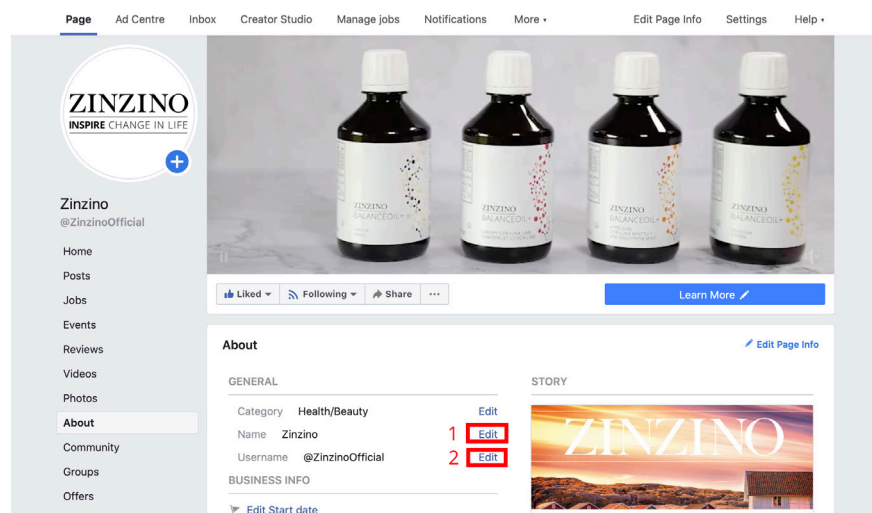 Page Ad Centre Inbox Creator Studio Manage jobs Notifications More Edit Page Info Settings Help
ZINZINO
INSPIRE CHANGE IN LIFE
Zinzino
@ZinzinoOfficial
Home
Posts
Jobs
Events
Reviews
Videos
Photos
About
Community
Groups
Offers
ZINZINO
BALANCEOIL+
ZINZINO
BALANCEOIL+
ZINZINO
BALANCEOIL+
ZINZINO
BALANCEOIL+
Liked Following Share ... Learn More
About Edit Page Info
GENERAL
Category Health/Beauty Edit
Name Zinzino 1 Edit
Username @ZinzinoOfficial 2 Edit
BUSINESS INFO
Edit Start date
STORY
ZINZINO